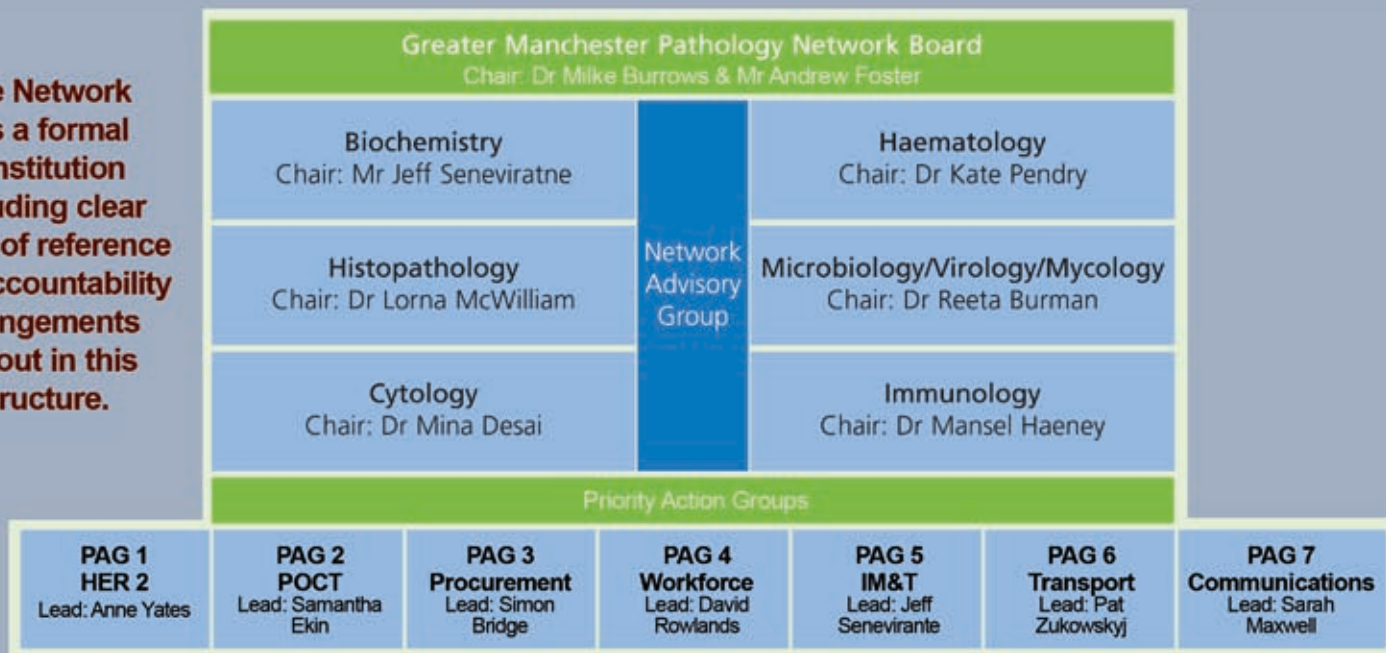 e Network
s a formal
nstitution
uding clear
of reference
ccountability
ngements
out in this
ructure.
Greater Manchester Pathology Network Board
Chair: Dr Milke Burrows & Mr Andrew Foster
Biochemistry
Chair: Mr Jeff Seneviratne
Haematology
Chair: Dr Kate Pendry
Histopathology
Chair: Dr Lorna McWilliam
Network
Advisory
Group
Microbiology/Virology/Mycology
Chair: Dr Reeta Burman
Cytology
Chair: Dr Mina Desai
Immunology
Chair: Dr Mansel Haeney
Priority Action Groups
PAG 1
HER 2
Lead: Anne Yates
PAG 2
POCT
Lead: Samantha
Ekin
PAG 3
Procurement
Lead: Simon
Bridge
PAG 4
Workforce
Lead: David
Rowlands
PAG 5
IM&T
Lead: Jeff
Senevirante
PAG 6
Transport
Lead: Pat
Zukowskyj
PAG 7
Communications
Lead: Sarah
Maxwell